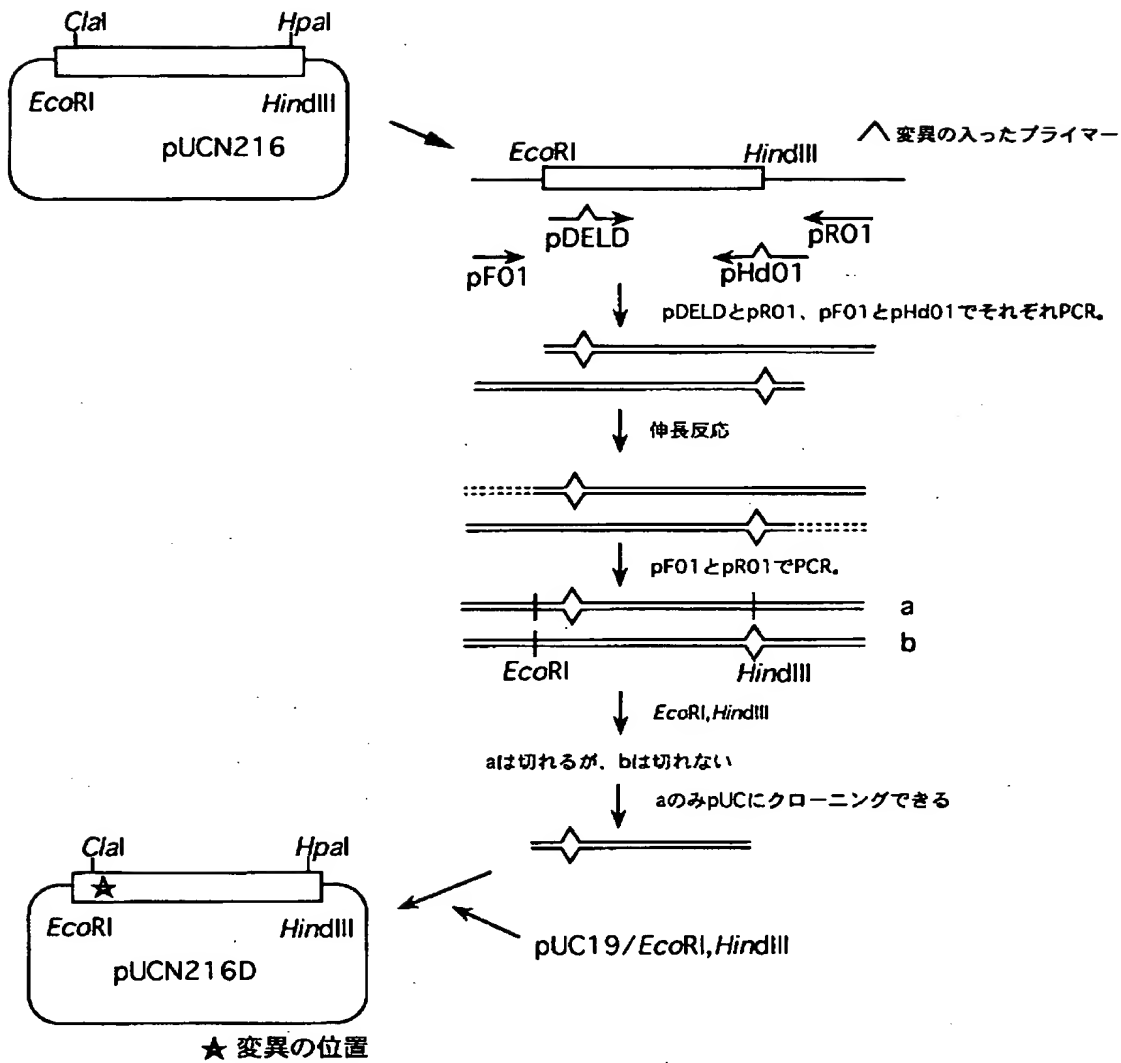 ClaI HpaI
EcoRI HindIII
pUCN216
EcoRI HindIII
変異の入ったプライマー
pDELD pR01
pF01 pHd01
pDELDとpR01、pF01とpHd01でそれぞれPCR。
伸長反応
pF01とpR01でPCR。
a
b
EcoRI HindIII
EcoRI,HindIII
aは切れるが、bは切れない
aのみpUCにクローニングできる
ClaI HpaI
EcoRI HindIII
pUCN216D
pUC19/EcoRI,HindIII
★ 変異の位置